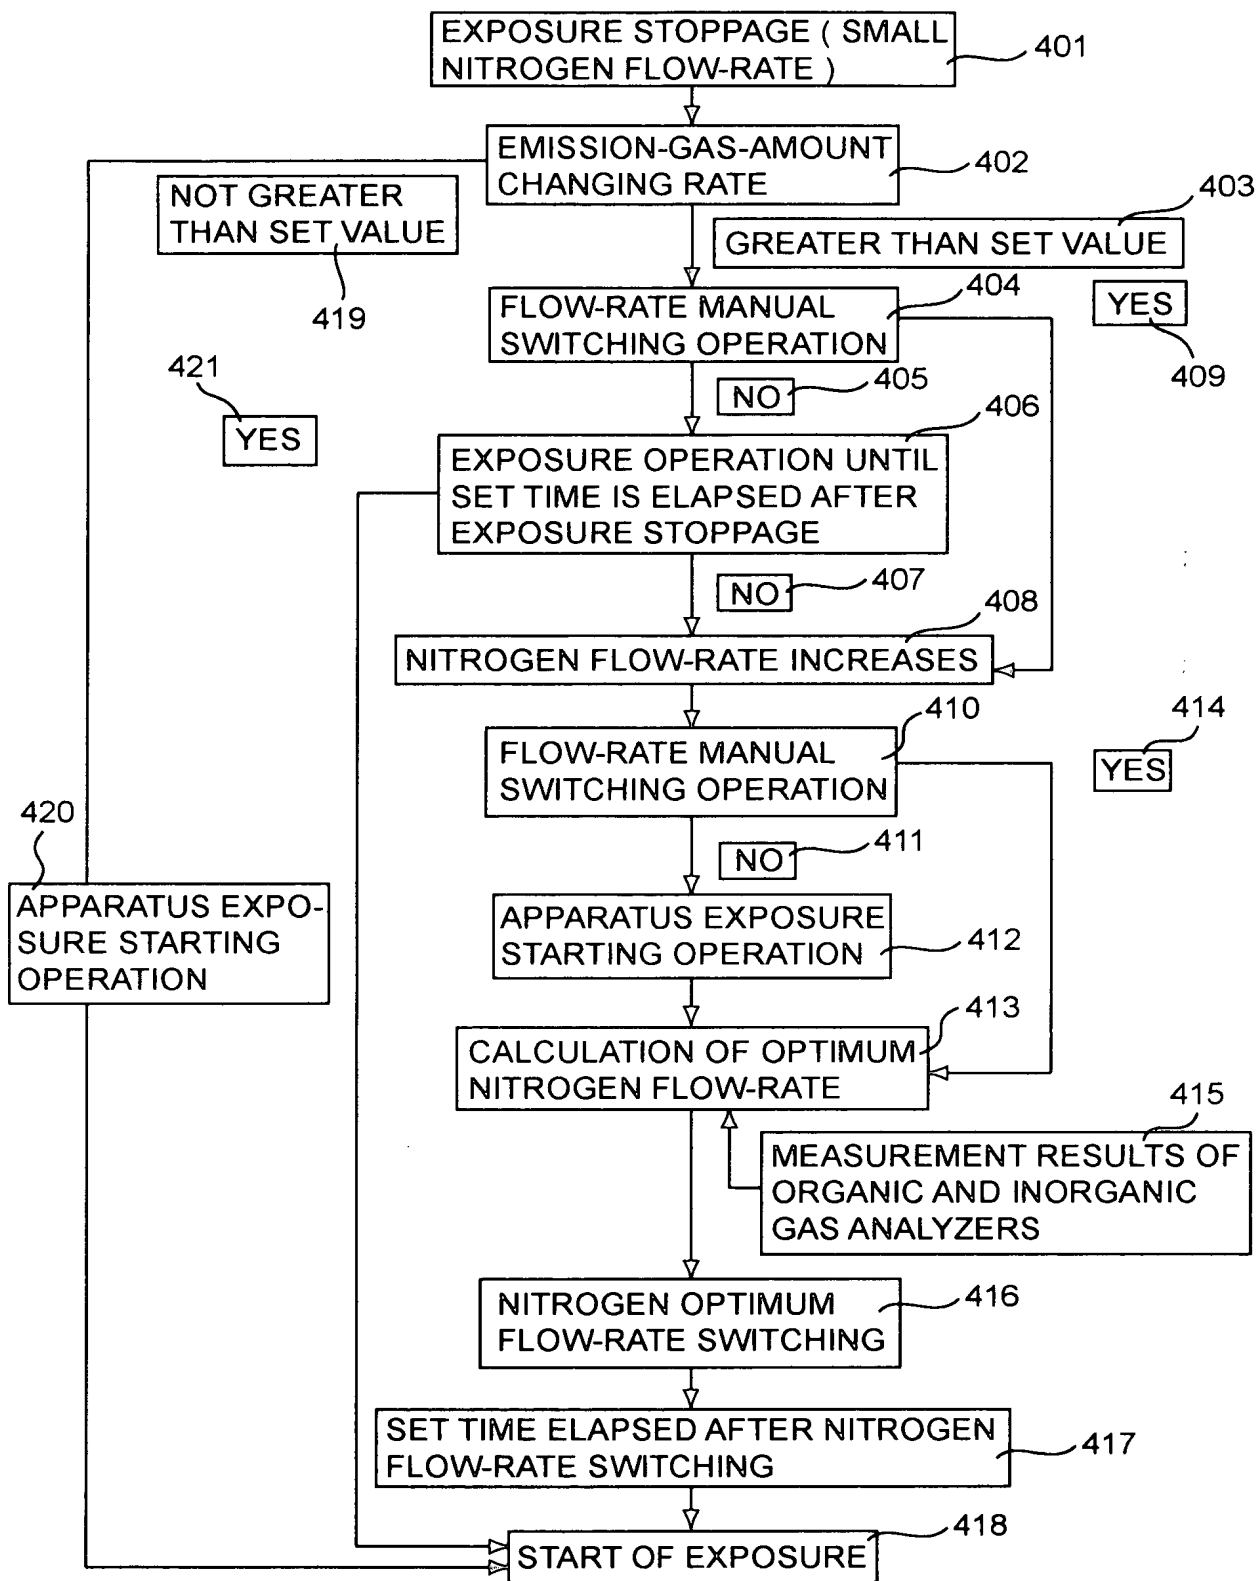 EXPOSURE STOPPAGE ( SMALL
NITROGEN FLOW-RATE )
401
EMISSION-GAS-AMOUNT
CHANGING RATE
402
NOT GREATER
THAN SET VALUE
419
403
GREATER THAN SET VALUE
FLOW-RATE MANUAL
SWITCHING OPERATION
404
YES
409
NO
405
421
YES
406
EXPOSURE OPERATION UNTIL
SET TIME IS ELAPSED AFTER
EXPOSURE STOPPAGE
NO
407
408
NITROGEN FLOW-RATE INCREASES
410
FLOW-RATE MANUAL
SWITCHING OPERATION
414
YES
NO
411
420
APPARATUS EXPO-
SURE STARTING
OPERATION
APPARATUS EXPOSURE
STARTING OPERATION
412
413
CALCULATION OF OPTIMUM
NITROGEN FLOW-RATE
415
MEASUREMENT RESULTS OF
ORGANIC AND INORGANIC
GAS ANALYZERS
NITROGEN OPTIMUM
FLOW-RATE SWITCHING
416
SET TIME ELAPSED AFTER NITROGEN
FLOW-RATE SWITCHING
417
START OF EXPOSURE
418